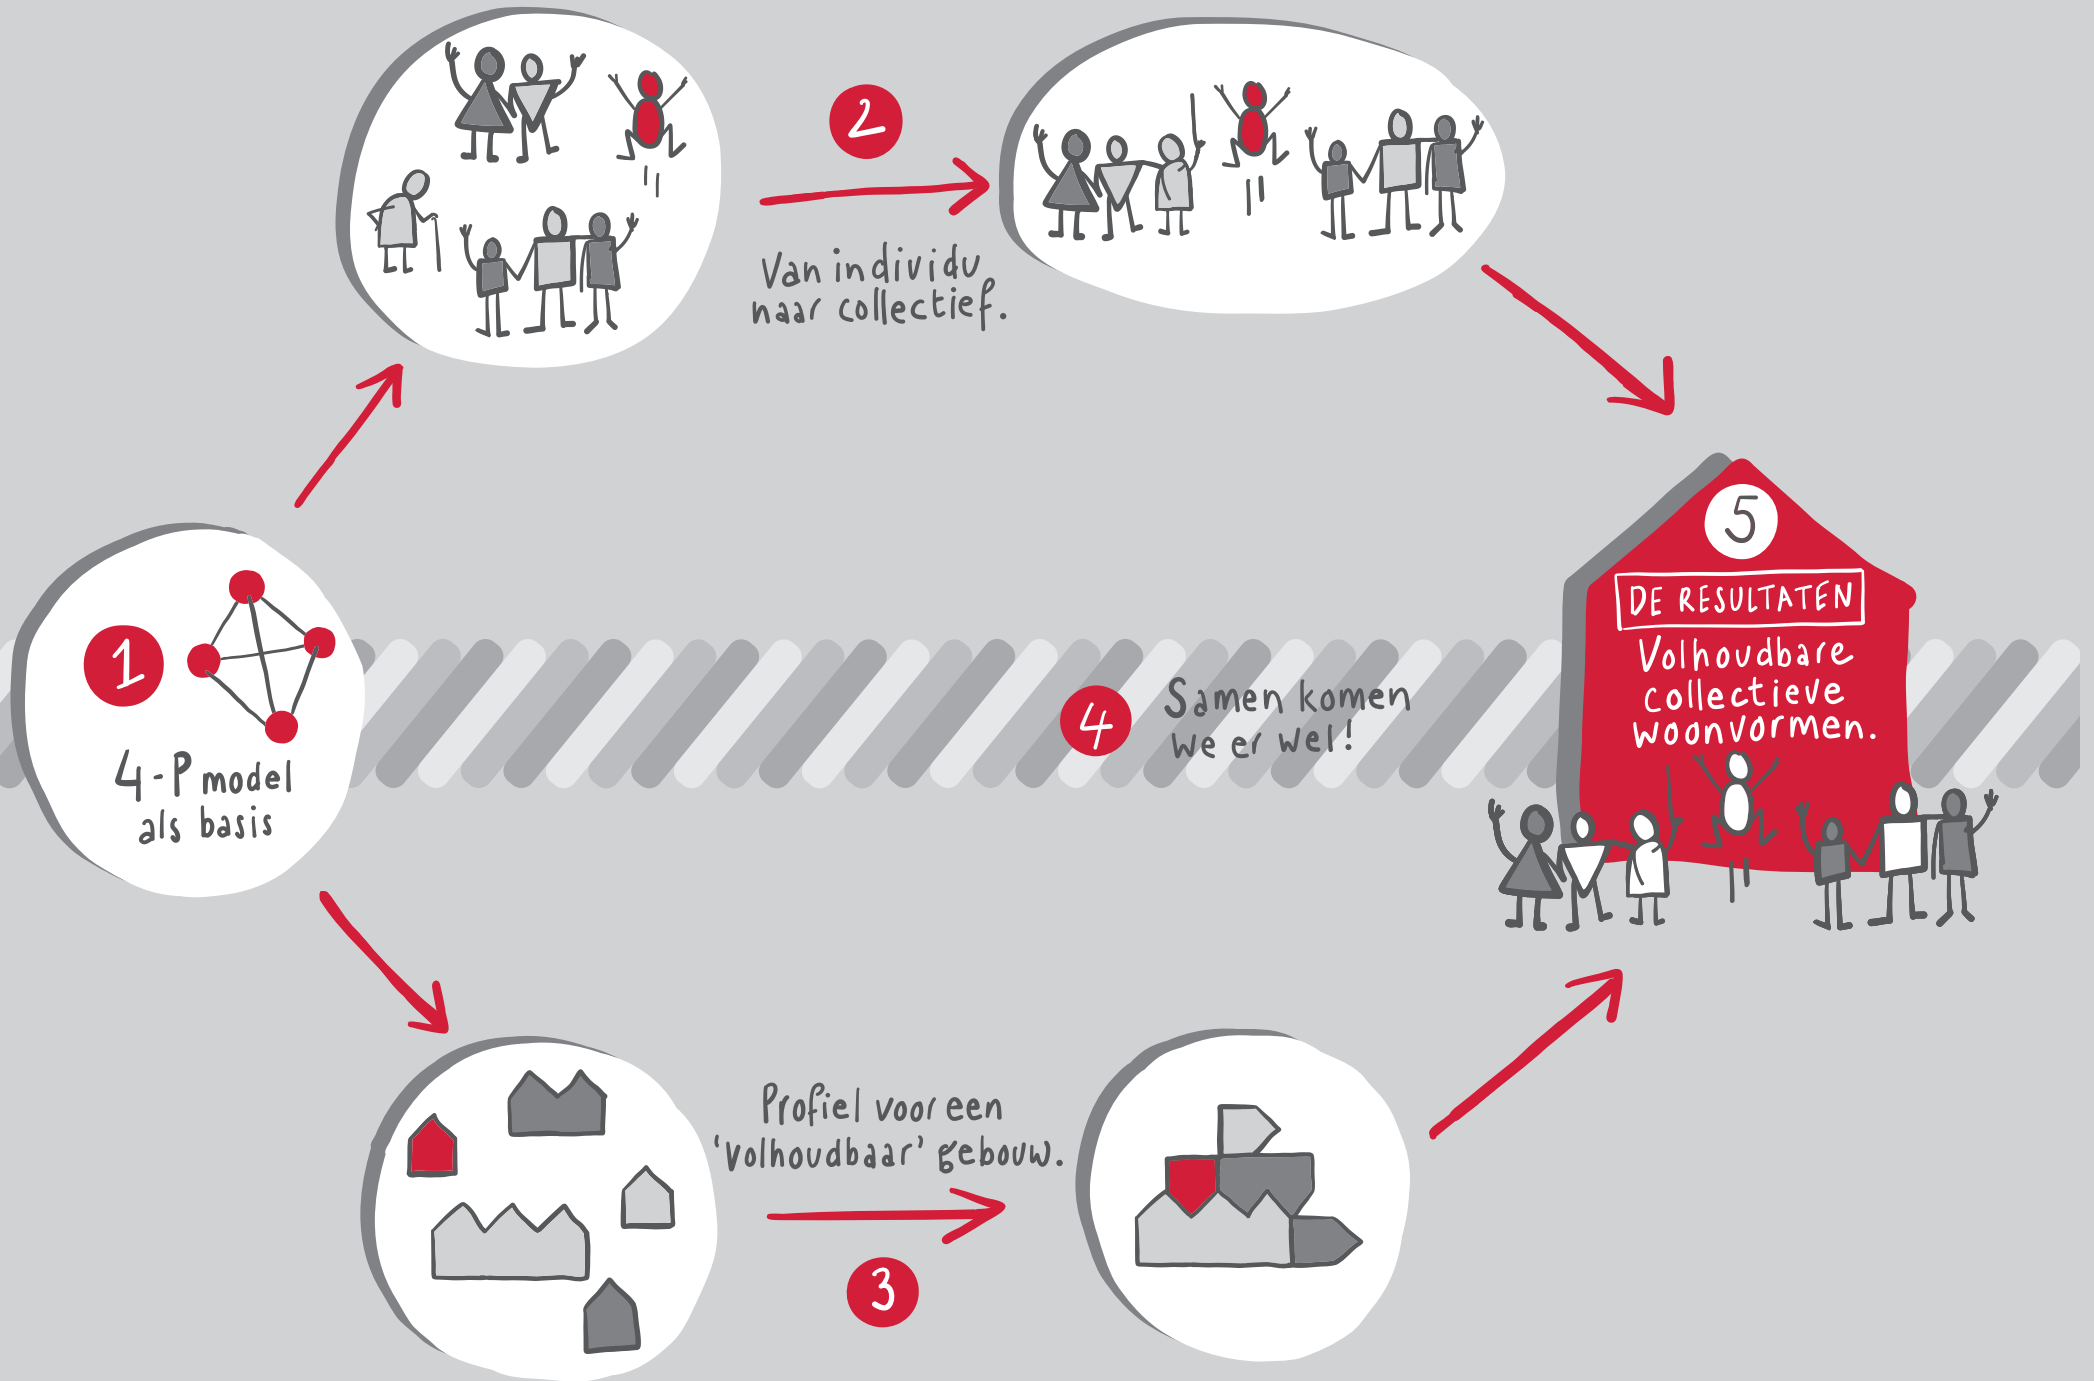 1
4-P model
als basis
2
Van individu
naar collectief.
Profiel voor een
'volhoudbaar' gebouw.
3
4
Samen komen
we er wel!
5
DE RESULTATEN
Volhoudbare
collectieve
woonvormen.